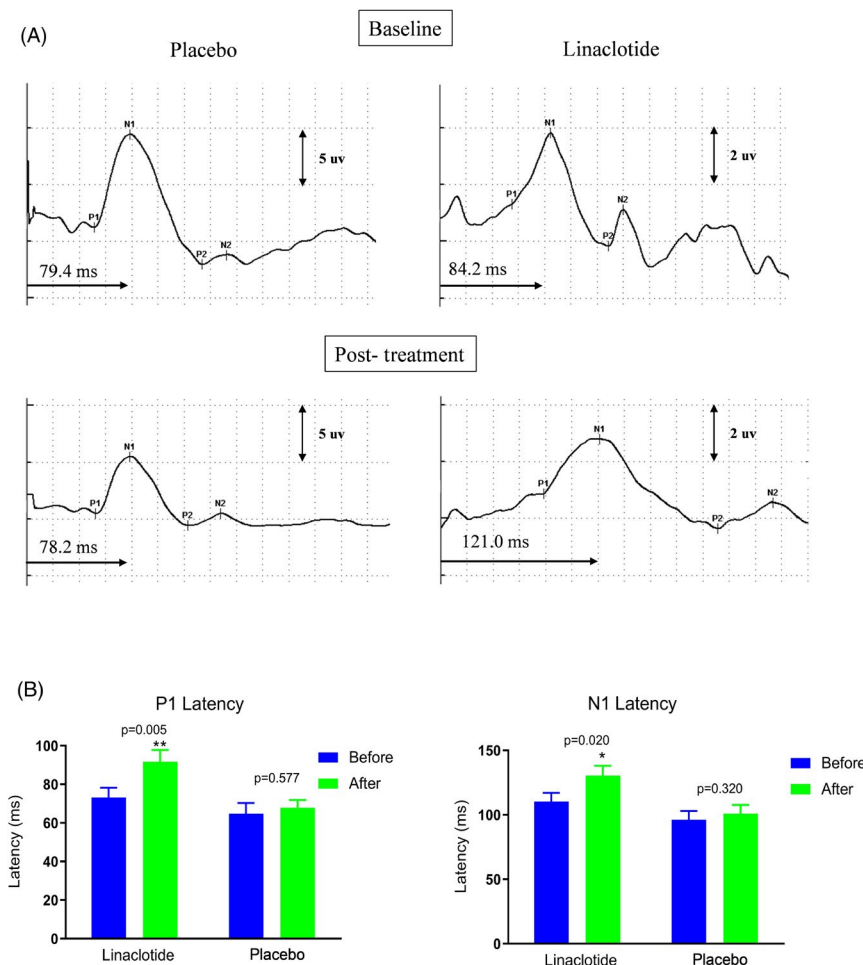 (A)
Baseline
Placebo
Linaclotide
N1
5 uv
P1
P2
N2
79.4 ms
N1
2 uv
P1
N2
P2
84.2 ms
Post- treatment
N1
5 uv
P1
P2
N2
78.2 ms
N1
2 uv
P1
P2
N2
121.0 ms
(B)
P1 Latency
p=0.005
**
p=0.577
Before
After
Latency (ms)
100
80
60
40
20
0
Linaclotide
Placebo
N1 Latency
p=0.020
*
p=0.320
Before
After
Latency (ms)
150
100
50
0
Linaclotide
Placebo